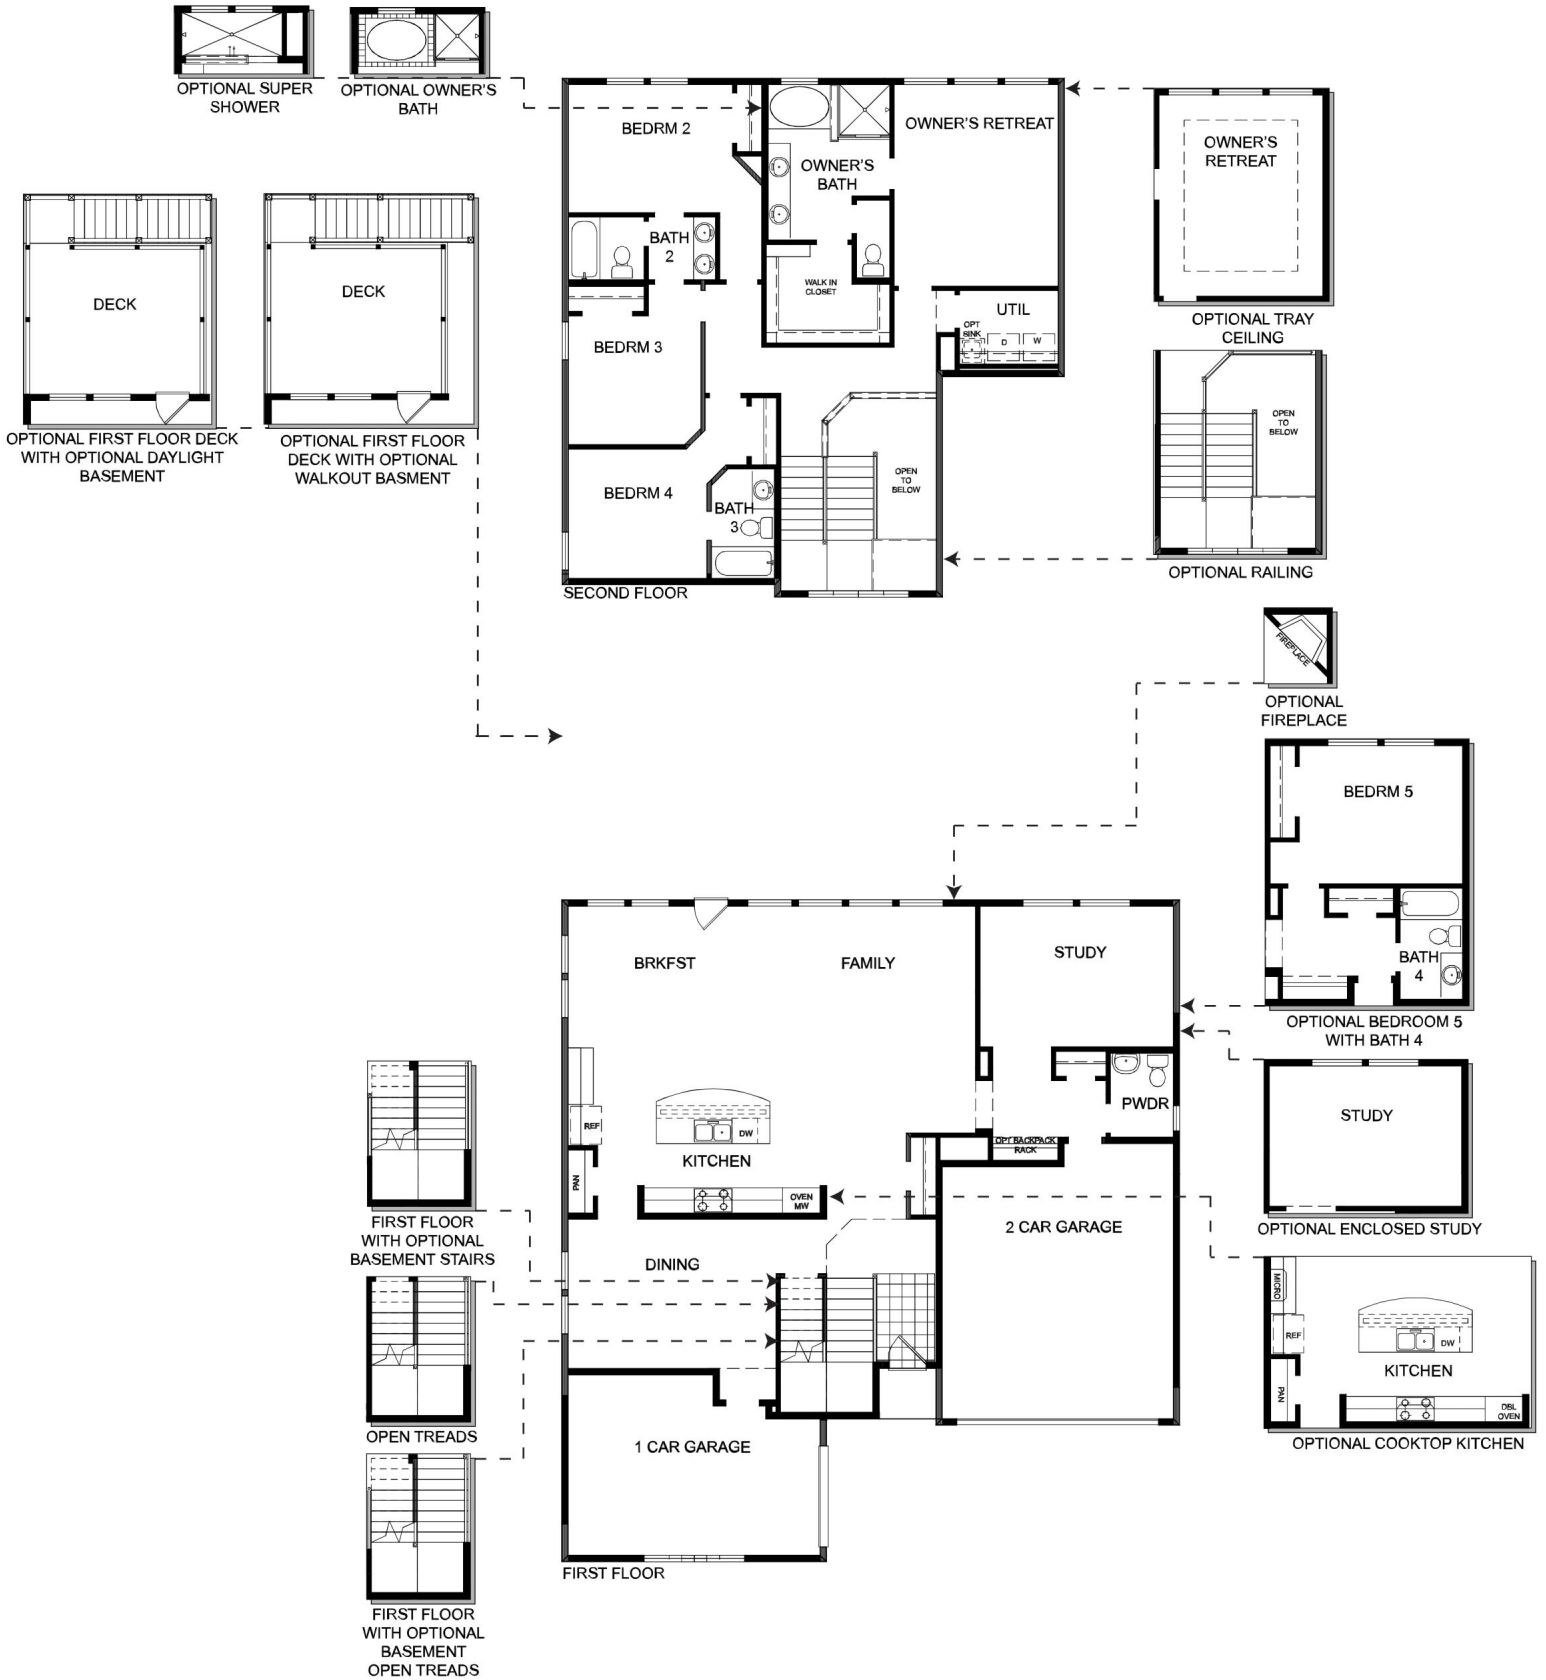 OPTIONAL SUPER
SHOWER
OPTIONAL OWNER'S
BATH
BEDRM 2
OWNER'S
BATH
OWNER'S RETREAT
BATH
2
WALK IN
CLOSET
UTIL
OPT
SINK
D
W
BEDRM 3
BEDRM 4
BATH
3
OPEN
TO
BELOW
SECOND FLOOR
OWNER'S
RETREAT
OPTIONAL TRAY
CEILING
OPEN
TO
BELOW
OPTIONAL RAILING
DECK
OPTIONAL FIRST FLOOR DECK
WITH OPTIONAL DAYLIGHT
BASEMENT
DECK
OPTIONAL FIRST FLOOR
DECK WITH OPTIONAL
WALKOUT BASMENT
FIREPLACE
OPTIONAL
FIREPLACE
BEDRM 5
BATH
4
OPTIONAL BEDROOM 5
WITH BATH 4
STUDY
OPTIONAL ENCLOSED STUDY
MICRO
REF
DW
KITCHEN
PAN
DBL
OVEN
OPTIONAL COOKTOP KITCHEN
BRKFST
FAMILY
STUDY
REF
DW
KITCHEN
PAN
OVEN
MW
PWDR
OPT BACKPACK
RACK
2 CAR GARAGE
DINING
1 CAR GARAGE
FIRST FLOOR
FIRST FLOOR
WITH OPTIONAL
BASEMENT STAIRS
OPEN TREADS
FIRST FLOOR
WITH OPTIONAL
BASEMENT
OPEN TREADS